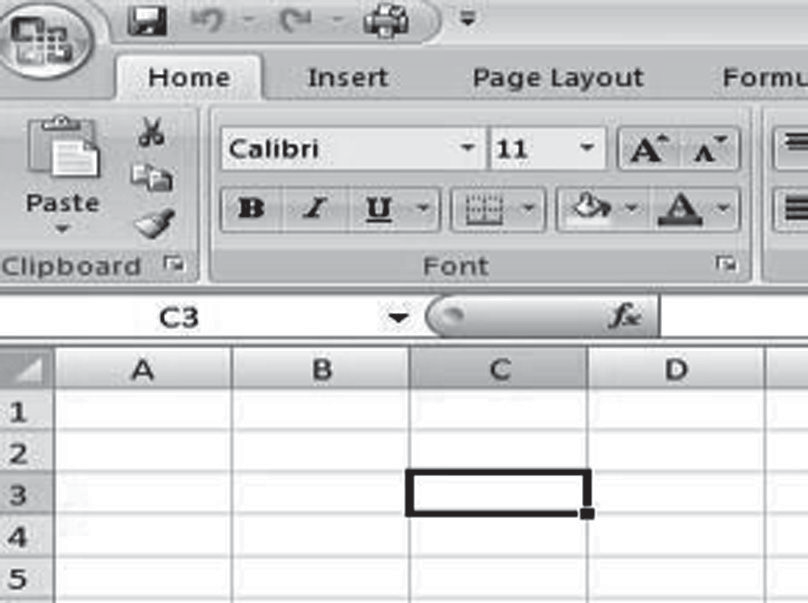 Home Insert Page Layout Formu
Calibri 11 A A
Paste B I U A
Clipboard Font
C3 fx
A B C D
1
2
3
4
5